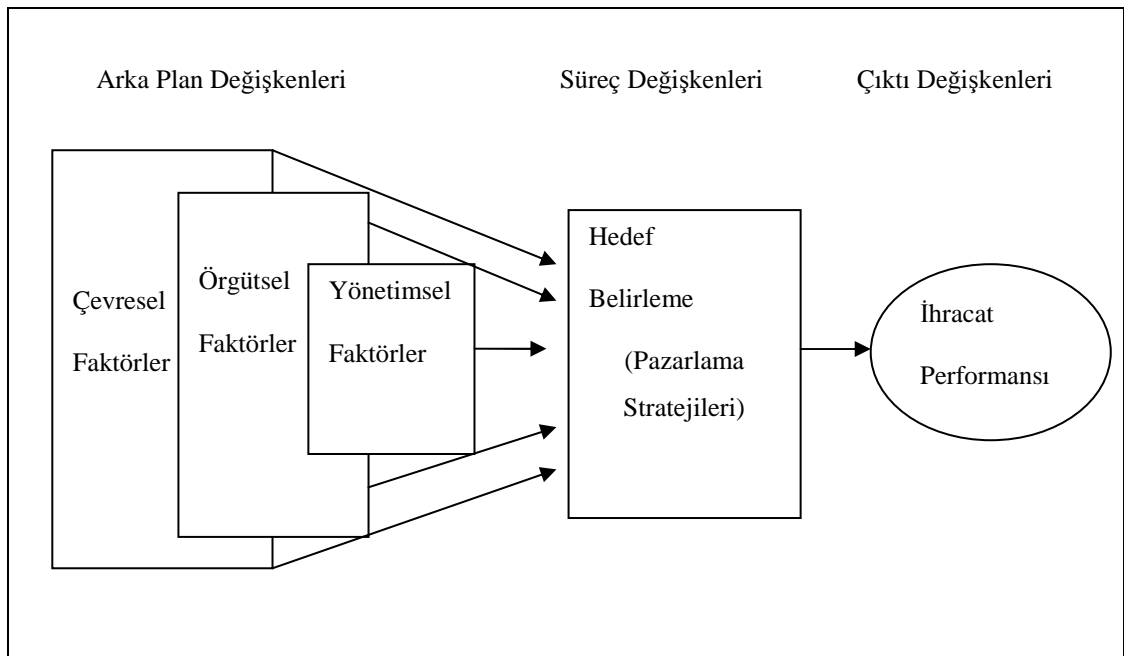 Arka Plan Değişkenleri
Süreç Değişkenleri
Çıktı Değişkenleri
Çevresel
Faktörler
Örgütsel
Faktörler
Yönetimsel
Faktörler
Hedef
Belirleme
(Pazarlama
Stratejileri)
İhracat
Performansı